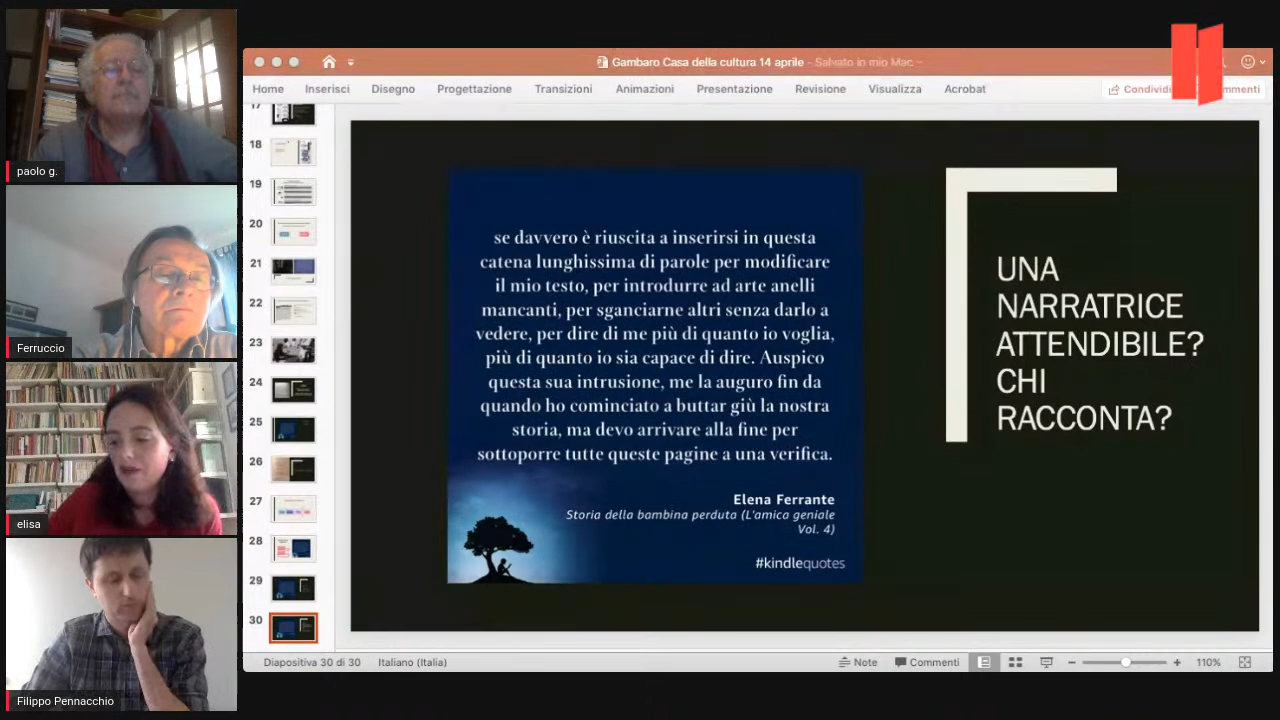 paolo g.
Ferruccio
elisa
Filippo Pennacchio
Gambaro Casa della cultura 14 aprile - Salvato in mio Mac
Home Inserisci Disegno Progettazione Transizioni Animazioni Presentazione Revisione Visualizza Acrobat Condividi
17
18
19
20
21
22
23
24
25
26
27
28
29
30
se davvero è riuscita a inserirsi in questa
catena lunghissima di parole per modificare
il mio testo, per introdurre ad arte anelli
mancanti, per sganciarne altri senza darlo a
vedere, per dire di me più di quanto io voglia,
più di quanto io sia capace di dire. Auspico
questa sua intrusione, me la auguro fin da
quando ho cominciato a buttar giù la nostra
storia, ma devo arrivare alla fine per
sottoporre tutte queste pagine a una verifica.
Elena Ferrante
Storia della bambina perduta (L'amica geniale
Vol. 4)
#kindlequotes
UNA
NARRATRICE
ATTENDIBILE?
CHI
RACCONTA?
Diapositiva 30 di 30 Italiano (Italia) Note Commenti 110%